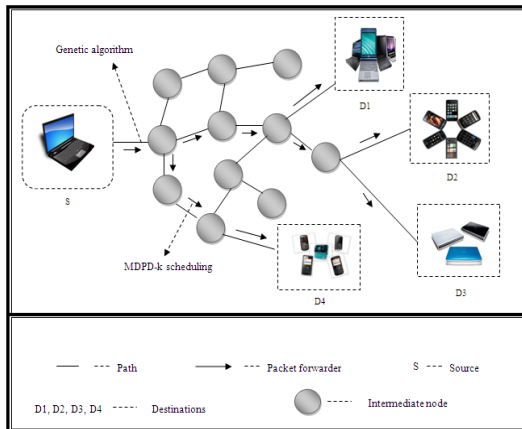 Genetic algorithm
D1
S
D2
MDPD-k scheduling
D4
D3
Path
Packet forwarder
S
Source
D1, D2, D3, D4
Destinations
Intermediate node